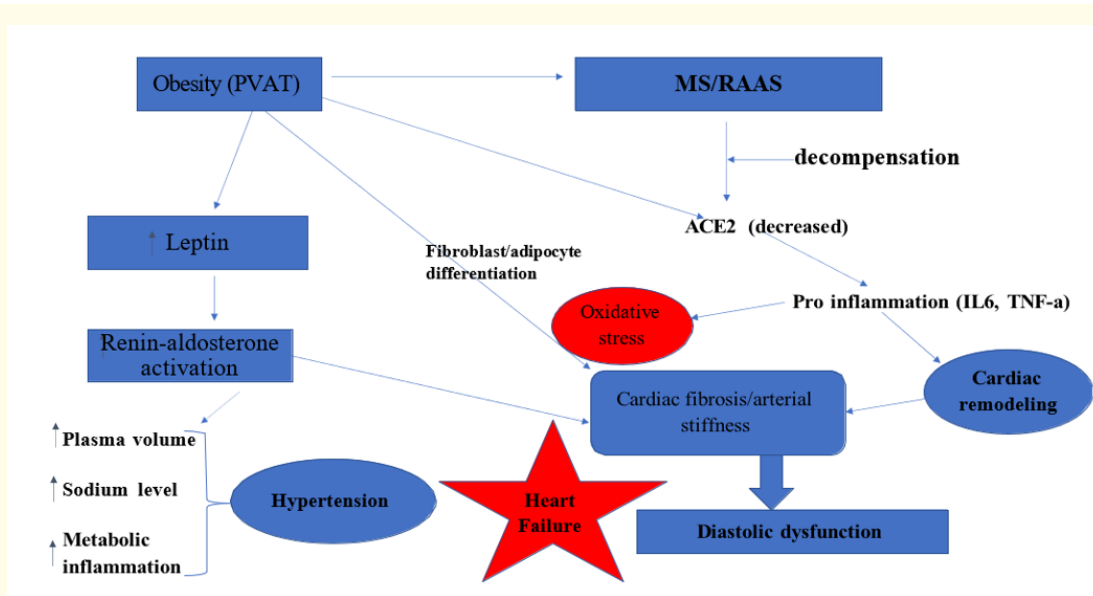 Obesity (PVAT)
MS/RAAS
decompensation
↑ Leptin
ACE2 (decreased)
Fibroblast/adipocyte
differentiation
Pro inflammation (IL6, TNF-a)
Oxidative
stress
↑Renin-aldosterone
activation
Cardiac
remodeling
Cardiac fibrosis/arterial
stiffness
↑Plasma volume
↑Sodium level
↑Metabolic
inflammation
Hypertension
Heart
Failure
Diastolic dysfunction